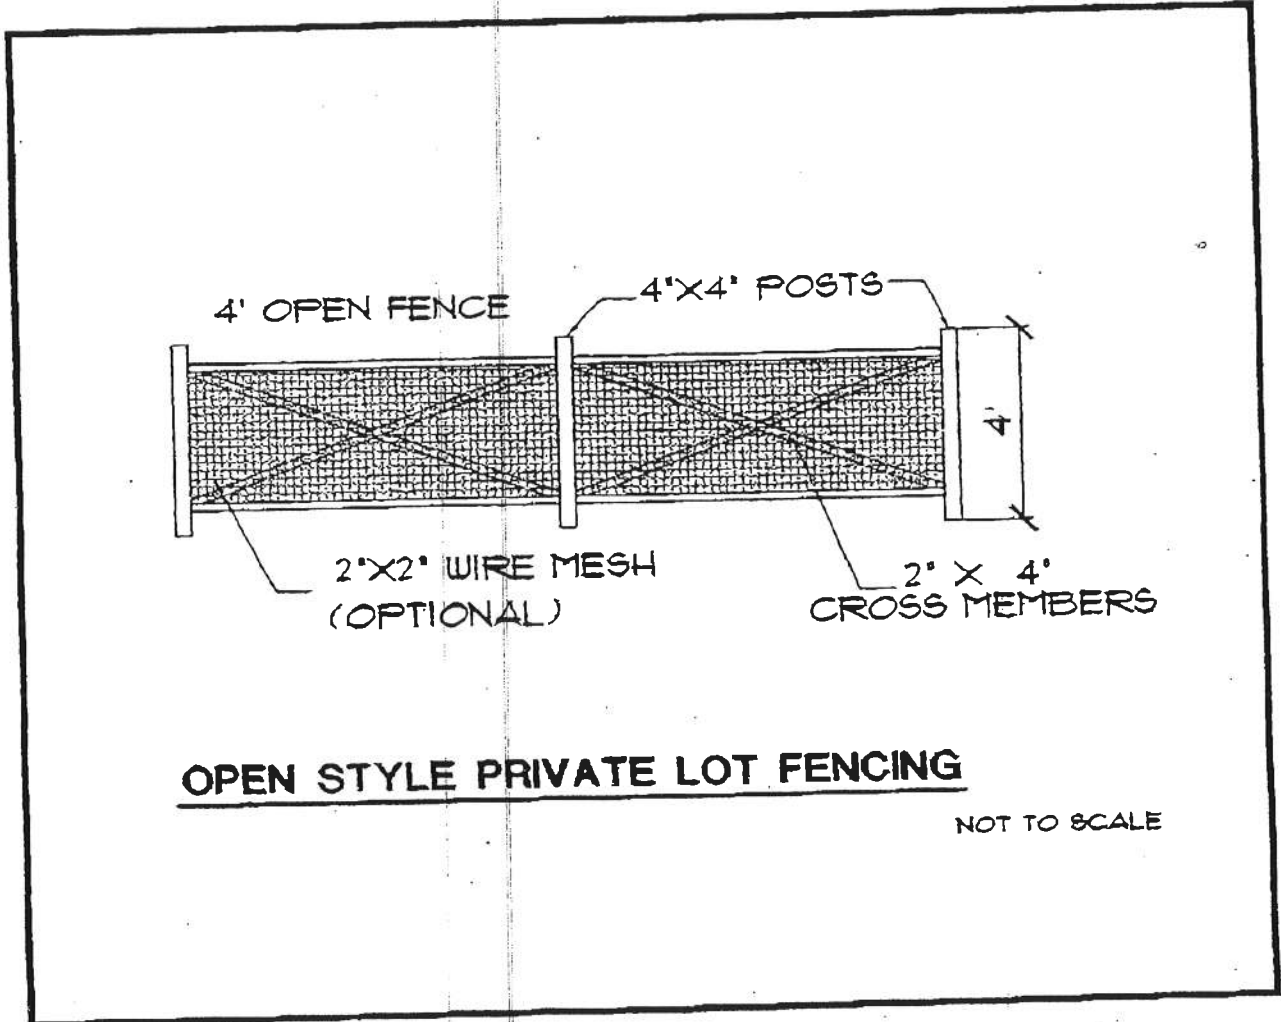 4' OPEN FENCE
4"X4" POSTS
4'
2"X2" WIRE MESH
(OPTIONAL)
2" X 4"
CROSS MEMBERS
OPEN STYLE PRIVATE LOT FENCING
NOT TO SCALE